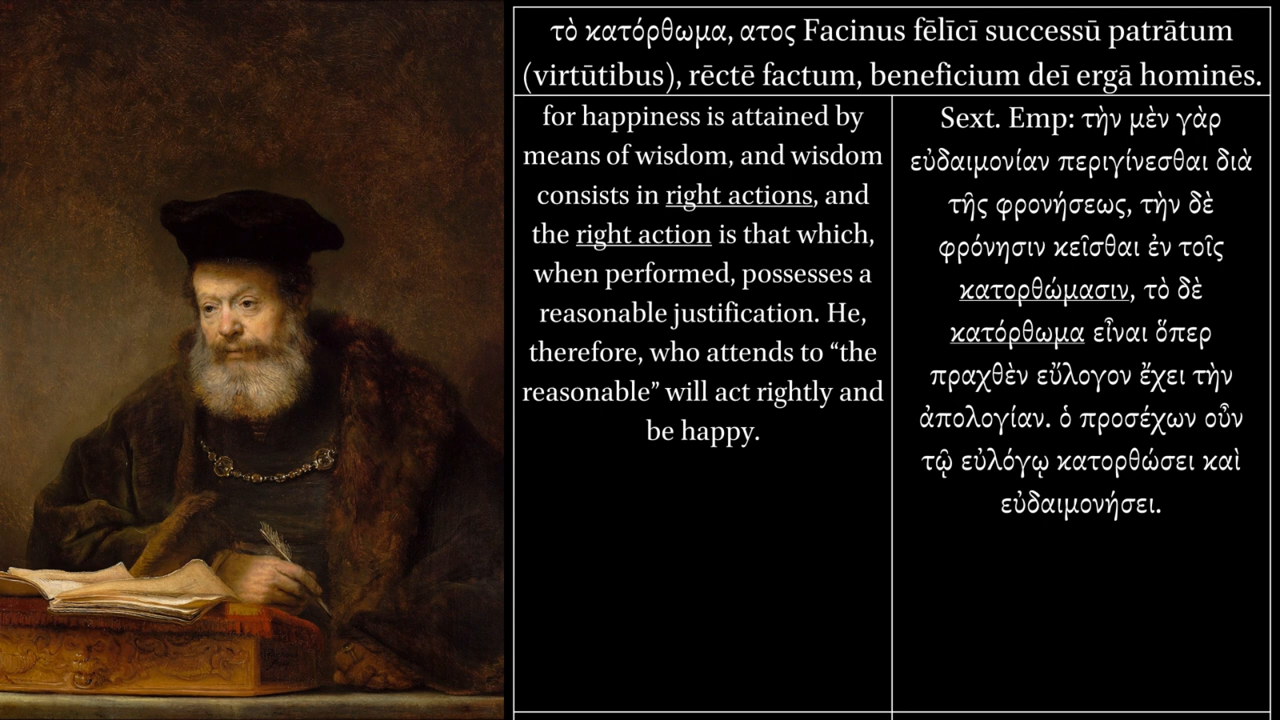 τὸ κατόρθωμα, ατος Facinus fēlīcī successū patrātum
(virtūtibus), rēctē factum, beneficium deī ergā hominēs.
for happiness is attained by
means of wisdom, and wisdom
consists in right actions, and
the right action is that which,
when performed, possesses a
reasonable justification. He,
therefore, who attends to “the
reasonable” will act rightly and
be happy.
Sext. Emp: τὴν μὲν γὰρ
εὐδαιμονίαν περιγίνεσθαι διὰ
τῆς φρονήσεως, τὴν δὲ
φρόνησιν κεῖσθαι ἐν τοῖς
κατορθώμασιν, τὸ δὲ
κατόρθωμα εἶναι ὅπερ
πραχθὲν εὔλογον ἔχει τὴν
ἀπολογίαν. ὁ προσέχων οὖν
τῷ εὐλόγῳ κατορθώσει καὶ
εὐδαιμονήσει.